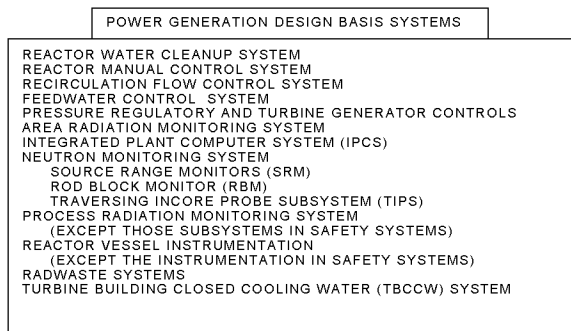 POWER GENERATION DESIGN BASIS SYSTEMS
REACTOR WATER CLEANUP SYSTEM
REACTOR MANUAL CONTROL SYSTEM
RECIRCULATION FLOW CONTROL SYSTEM
FEEDWATER CONTROL SYSTEM
PRESSURE REGULATORY AND TURBINE GENERATOR CONTROLS
AREA RADIATION MONITORING SYSTEM
INTEGRATED PLANT COMPUTER SYSTEM (IPCS)
NEUTRON MONITORING SYSTEM
SOURCE RANGE MONITORS (SRM)
ROD BLOCK MONITOR (RBM)
TRAVERSING INCORE PROBE SUBSYSTEM (TIPS)
PROCESS RADIATION MONITORING SYSTEM
(EXCEPT THOSE SUBSYSTEMS IN SAFETY SYSTEMS)
REACTOR VESSEL INSTRUMENTATION
(EXCEPT THE INSTRUMENTATION IN SAFETY SYSTEMS)
RADWASTE SYSTEMS
TURBINE BUILDING CLOSED COOLING WATER (TBCCW) SYSTEM